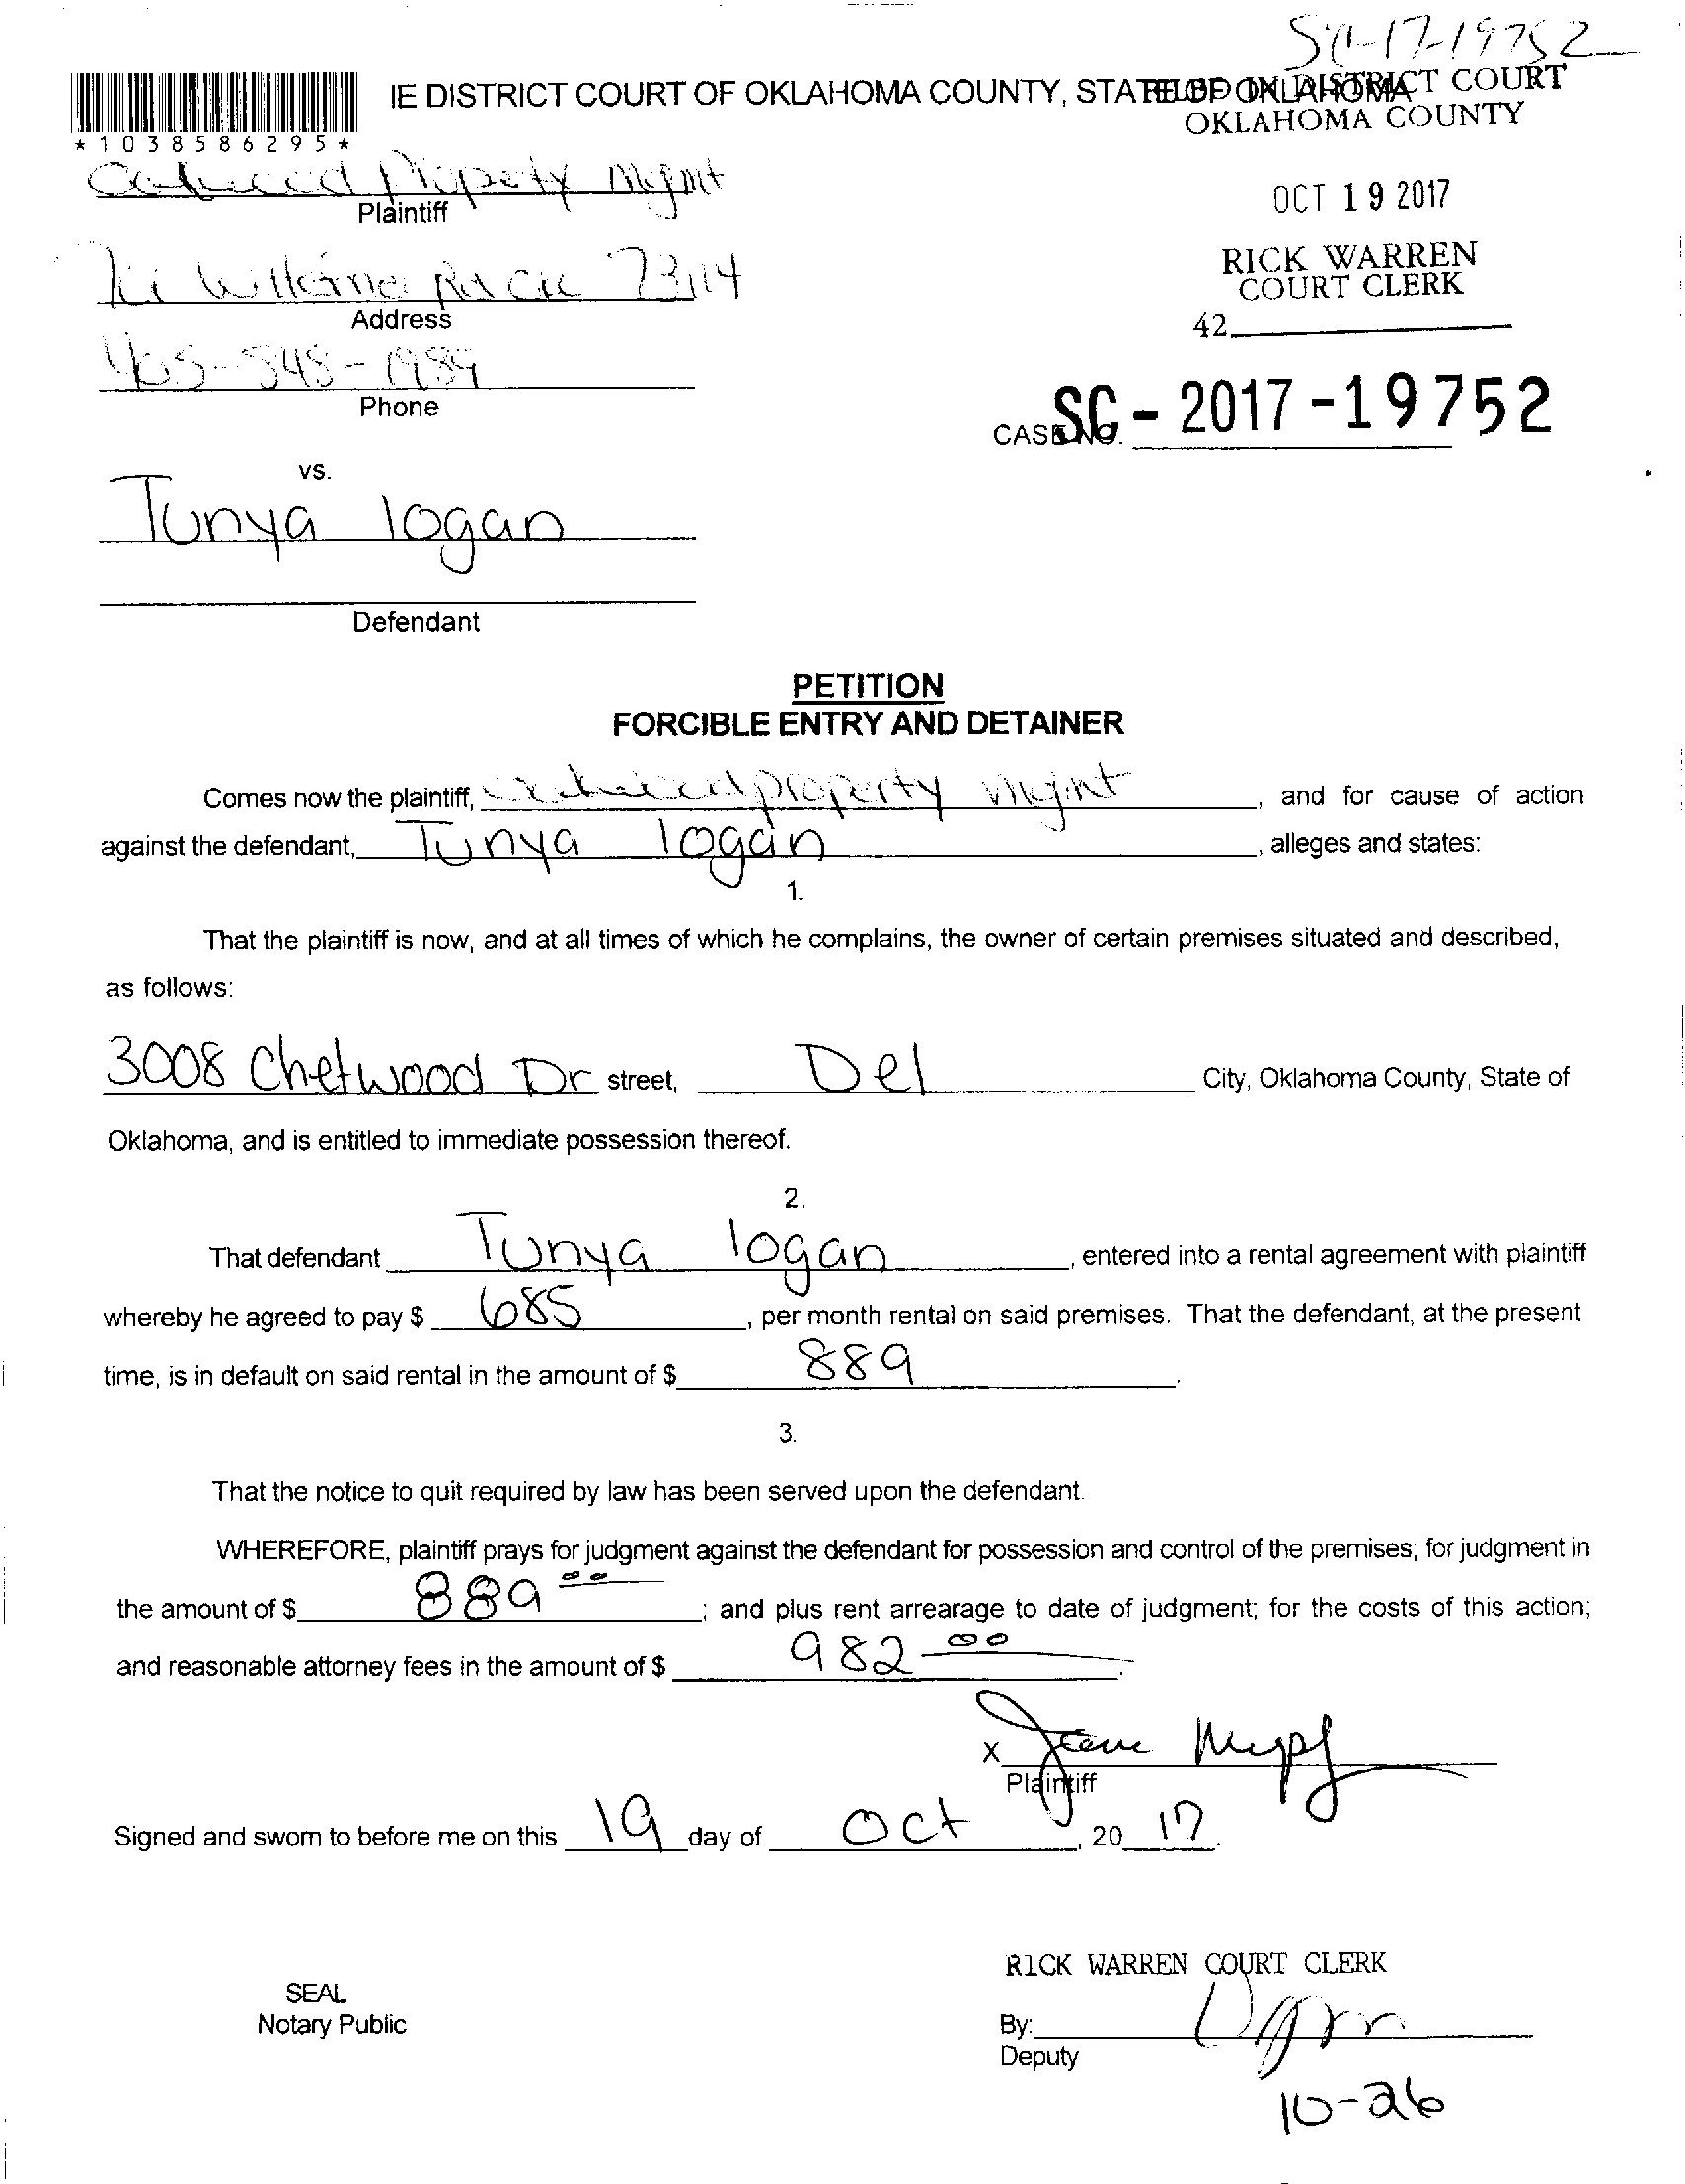 SC-17-19752
IE DISTRICT COURT OF OKLAHOMA COUNTY, STATE OF OKLAHOMA
FILED IN DISTRICT COURT
OKLAHOMA COUNTY
*1038586295*
Property Mgmt
Plaintiff
OCT 19 2017
RICK WARREN
COURT CLERK
73114
Address
42
405-848-1984
Phone
CASE NO. SC-2017-19752
vs.
Tunya logan
Defendant
PETITION
FORCIBLE ENTRY AND DETAINER
Comes now the plaintiff, property Mgmt, and for cause of action
against the defendant, Tunya logan, alleges and states:
1.
That the plaintiff is now, and at all times of which he complains, the owner of certain premises situated and described,
as follows:
3008 Chetwood Dr street, Del City, Oklahoma County, State of
Oklahoma, and is entitled to immediate possession thereof.
2.
That defendant Tunya logan, entered into a rental agreement with plaintiff
whereby he agreed to pay $ 685, per month rental on said premises. That the defendant, at the present
time, is in default on said rental in the amount of $ 889.
3.
That the notice to quit required by law has been served upon the defendant.
WHEREFORE, plaintiff prays for judgment against the defendant for possession and control of the premises; for judgment in
the amount of $ 889 00; and plus rent arrearage to date of judgment; for the costs of this action;
and reasonable attorney fees in the amount of $ 982 00.
X
Plaintiff
Signed and sworn to before me on this 19 day of Oct, 20 17.
RICK WARREN COURT CLERK
SEAL
Notary Public
By:
Deputy
10-26